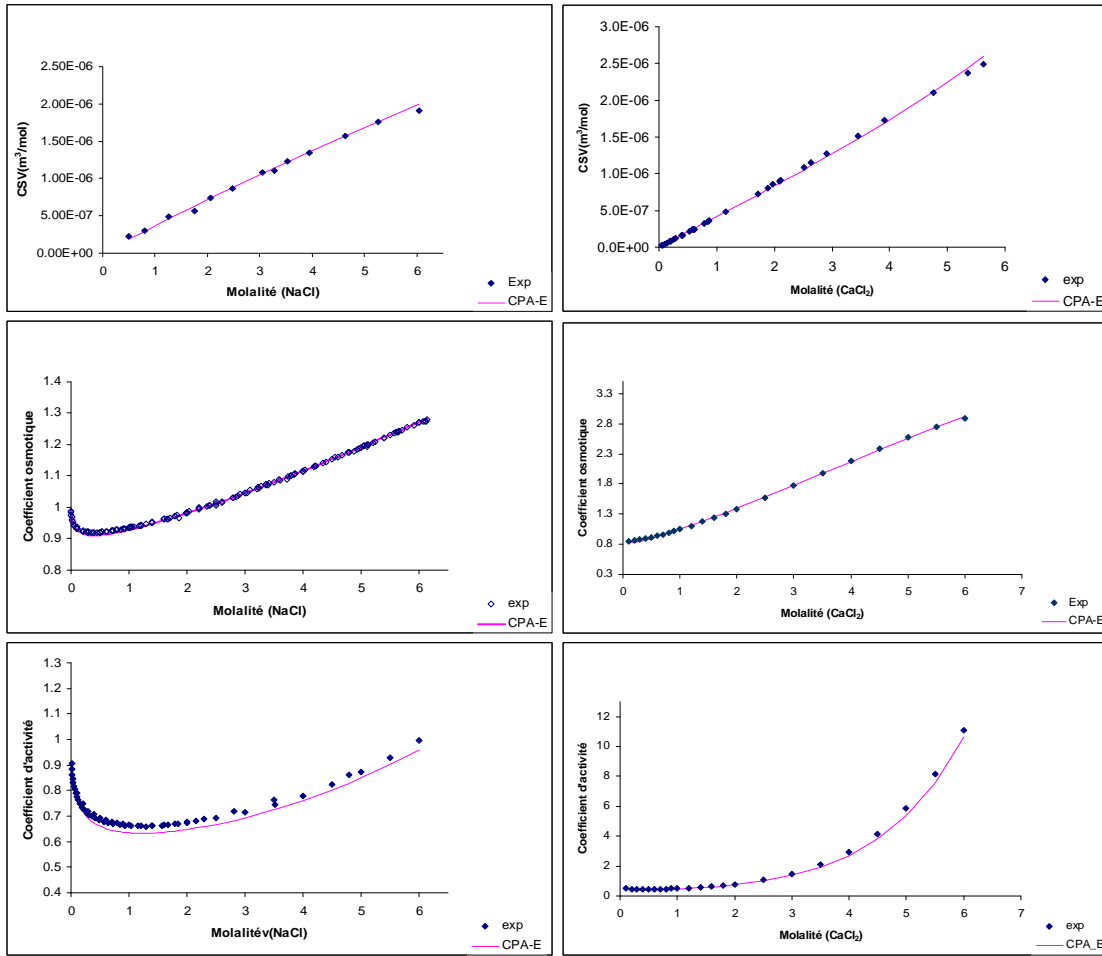 2.50E-06
2.00E-06
1.50E-06
1.00E-06
5.00E-07
0.00E+00
CSV(m³/mol)
0 1 2 3 4 5 6
Molalité (NaCl)
Exp
CPA-E
3.0E-06
2.5E-06
2.0E-06
1.5E-06
1.0E-06
5.0E-07
0.0E+00
CSV(m³/mol)
0 1 2 3 4 5 6
Molalité (CaCl₂)
exp
CPA-E
1.4
1.3
1.2
1.1
1
0.9
0.8
Coefficient osmotique
0 1 2 3 4 5 6
Molalité (NaCl)
exp
CPA-E
3.3
2.8
2.3
1.8
1.3
0.8
0.3
Coefficient osmotique
0 1 2 3 4 5 6 7
Molalité (CaCl₂)
Exp
CPA-E
1.3
1.2
1.1
1
0.9
0.8
0.7
0.6
0.5
0.4
Coefficient d'activité
0 1 2 3 4 5 6
Molalitév(NaCl)
exp
CPA-E
12
10
8
6
4
2
0
Coefficient d'activité
0 1 2 3 4 5 6 7
Molalité (CaCl₂)
exp
CPA_E